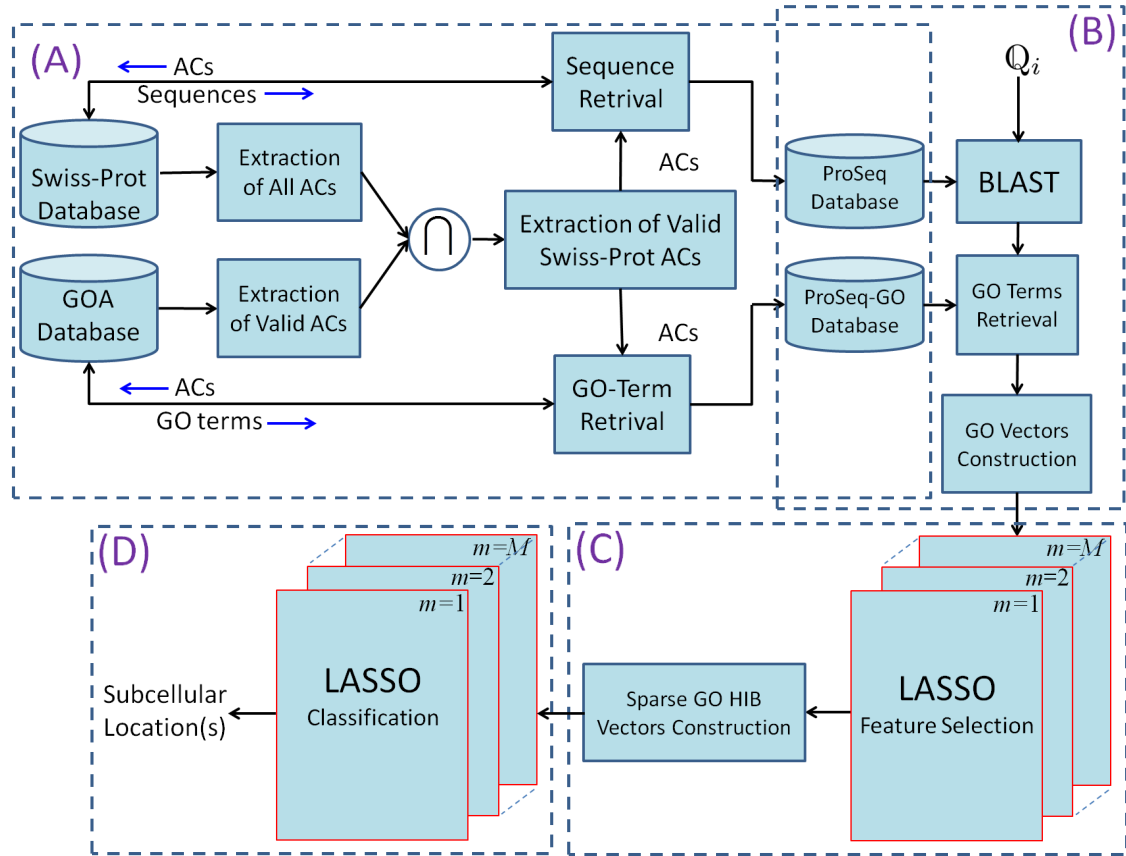 (A)
ACs
Sequences
Swiss-Prot
Database
Extraction
of All ACs
GOA
Database
Extraction
of Valid ACs
⋂
Sequence
Retrival
ACs
Extraction of Valid
Swiss-Prot ACs
ACs
GO-Term
Retrival
ACs
GO terms
(B)
ℚi
ProSeq
Database
BLAST
ProSeq-GO
Database
GO Terms
Retrieval
GO Vectors
Construction
(C)
m=M
m=2
m=1
LASSO
Feature Selection
Sparse GO HIB
Vectors Construction
(D)
m=M
m=2
m=1
LASSO
Classification
Subcellular
Location(s)